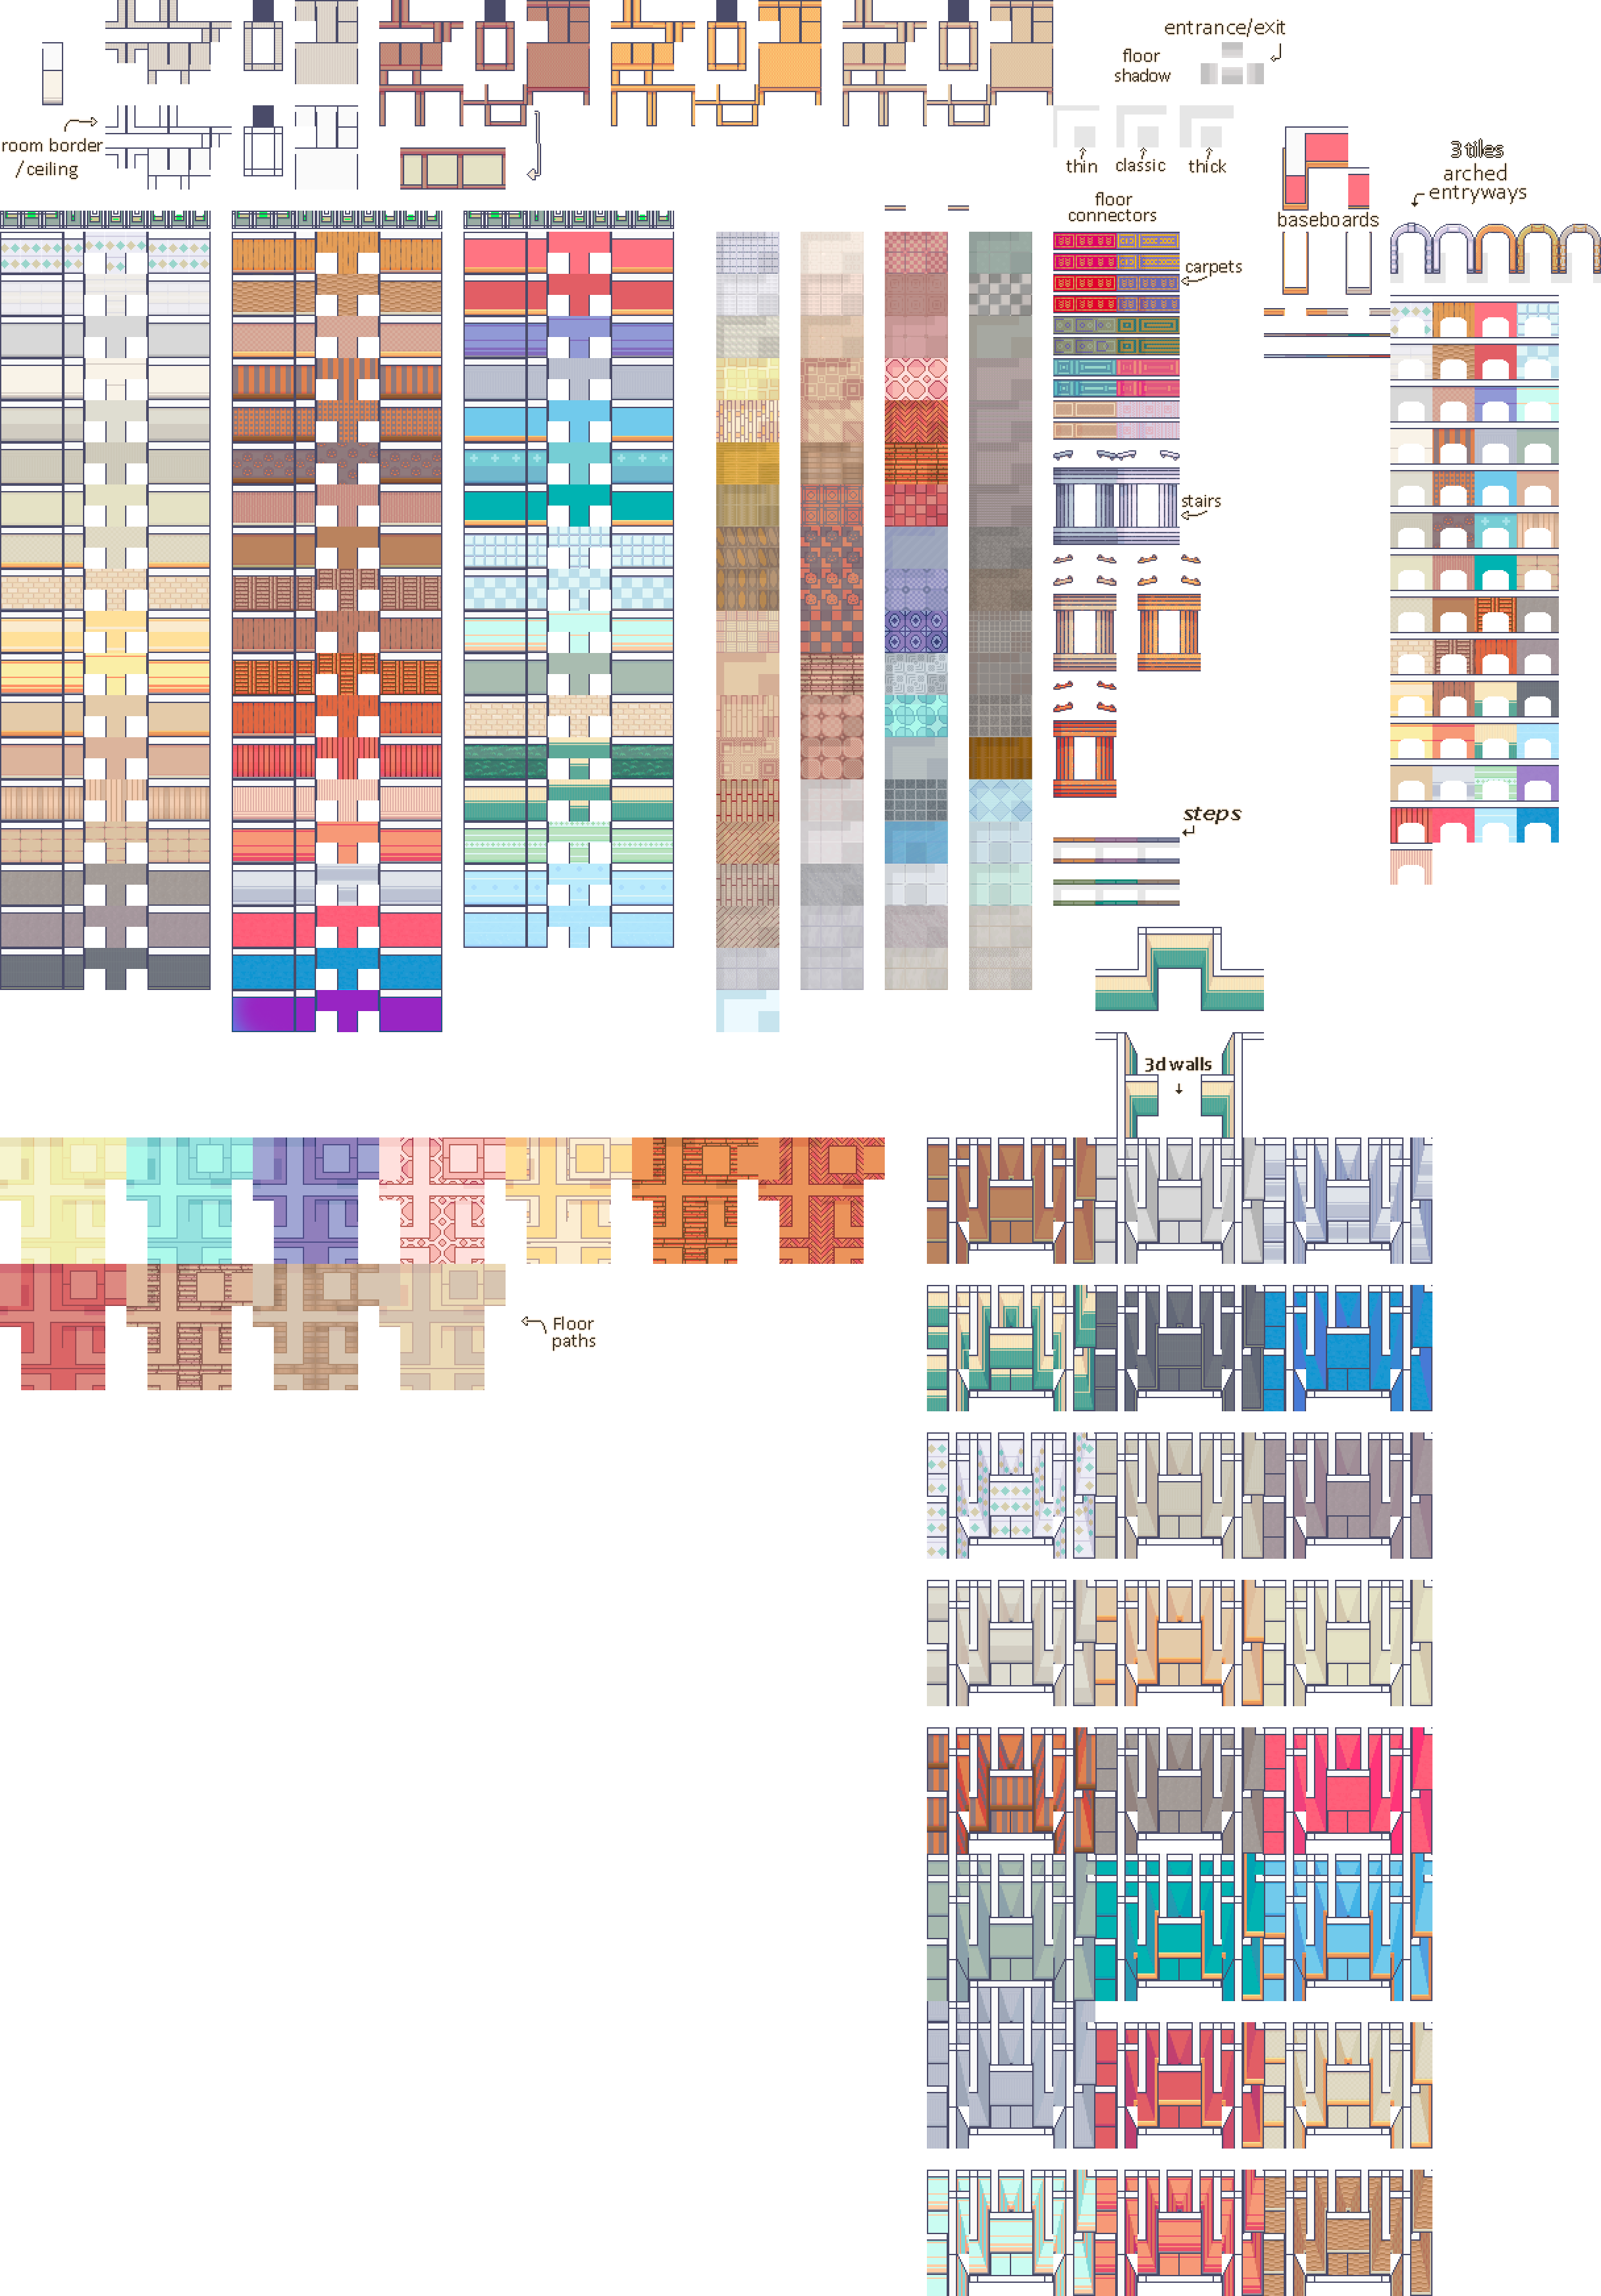 entrance/exit
floor
shadow
room border
/ceiling
thin
classic
thick
3 tiles
arched
entryways
floor
connectors
baseboards
carpets
stairs
steps
3d walls
Floor
paths